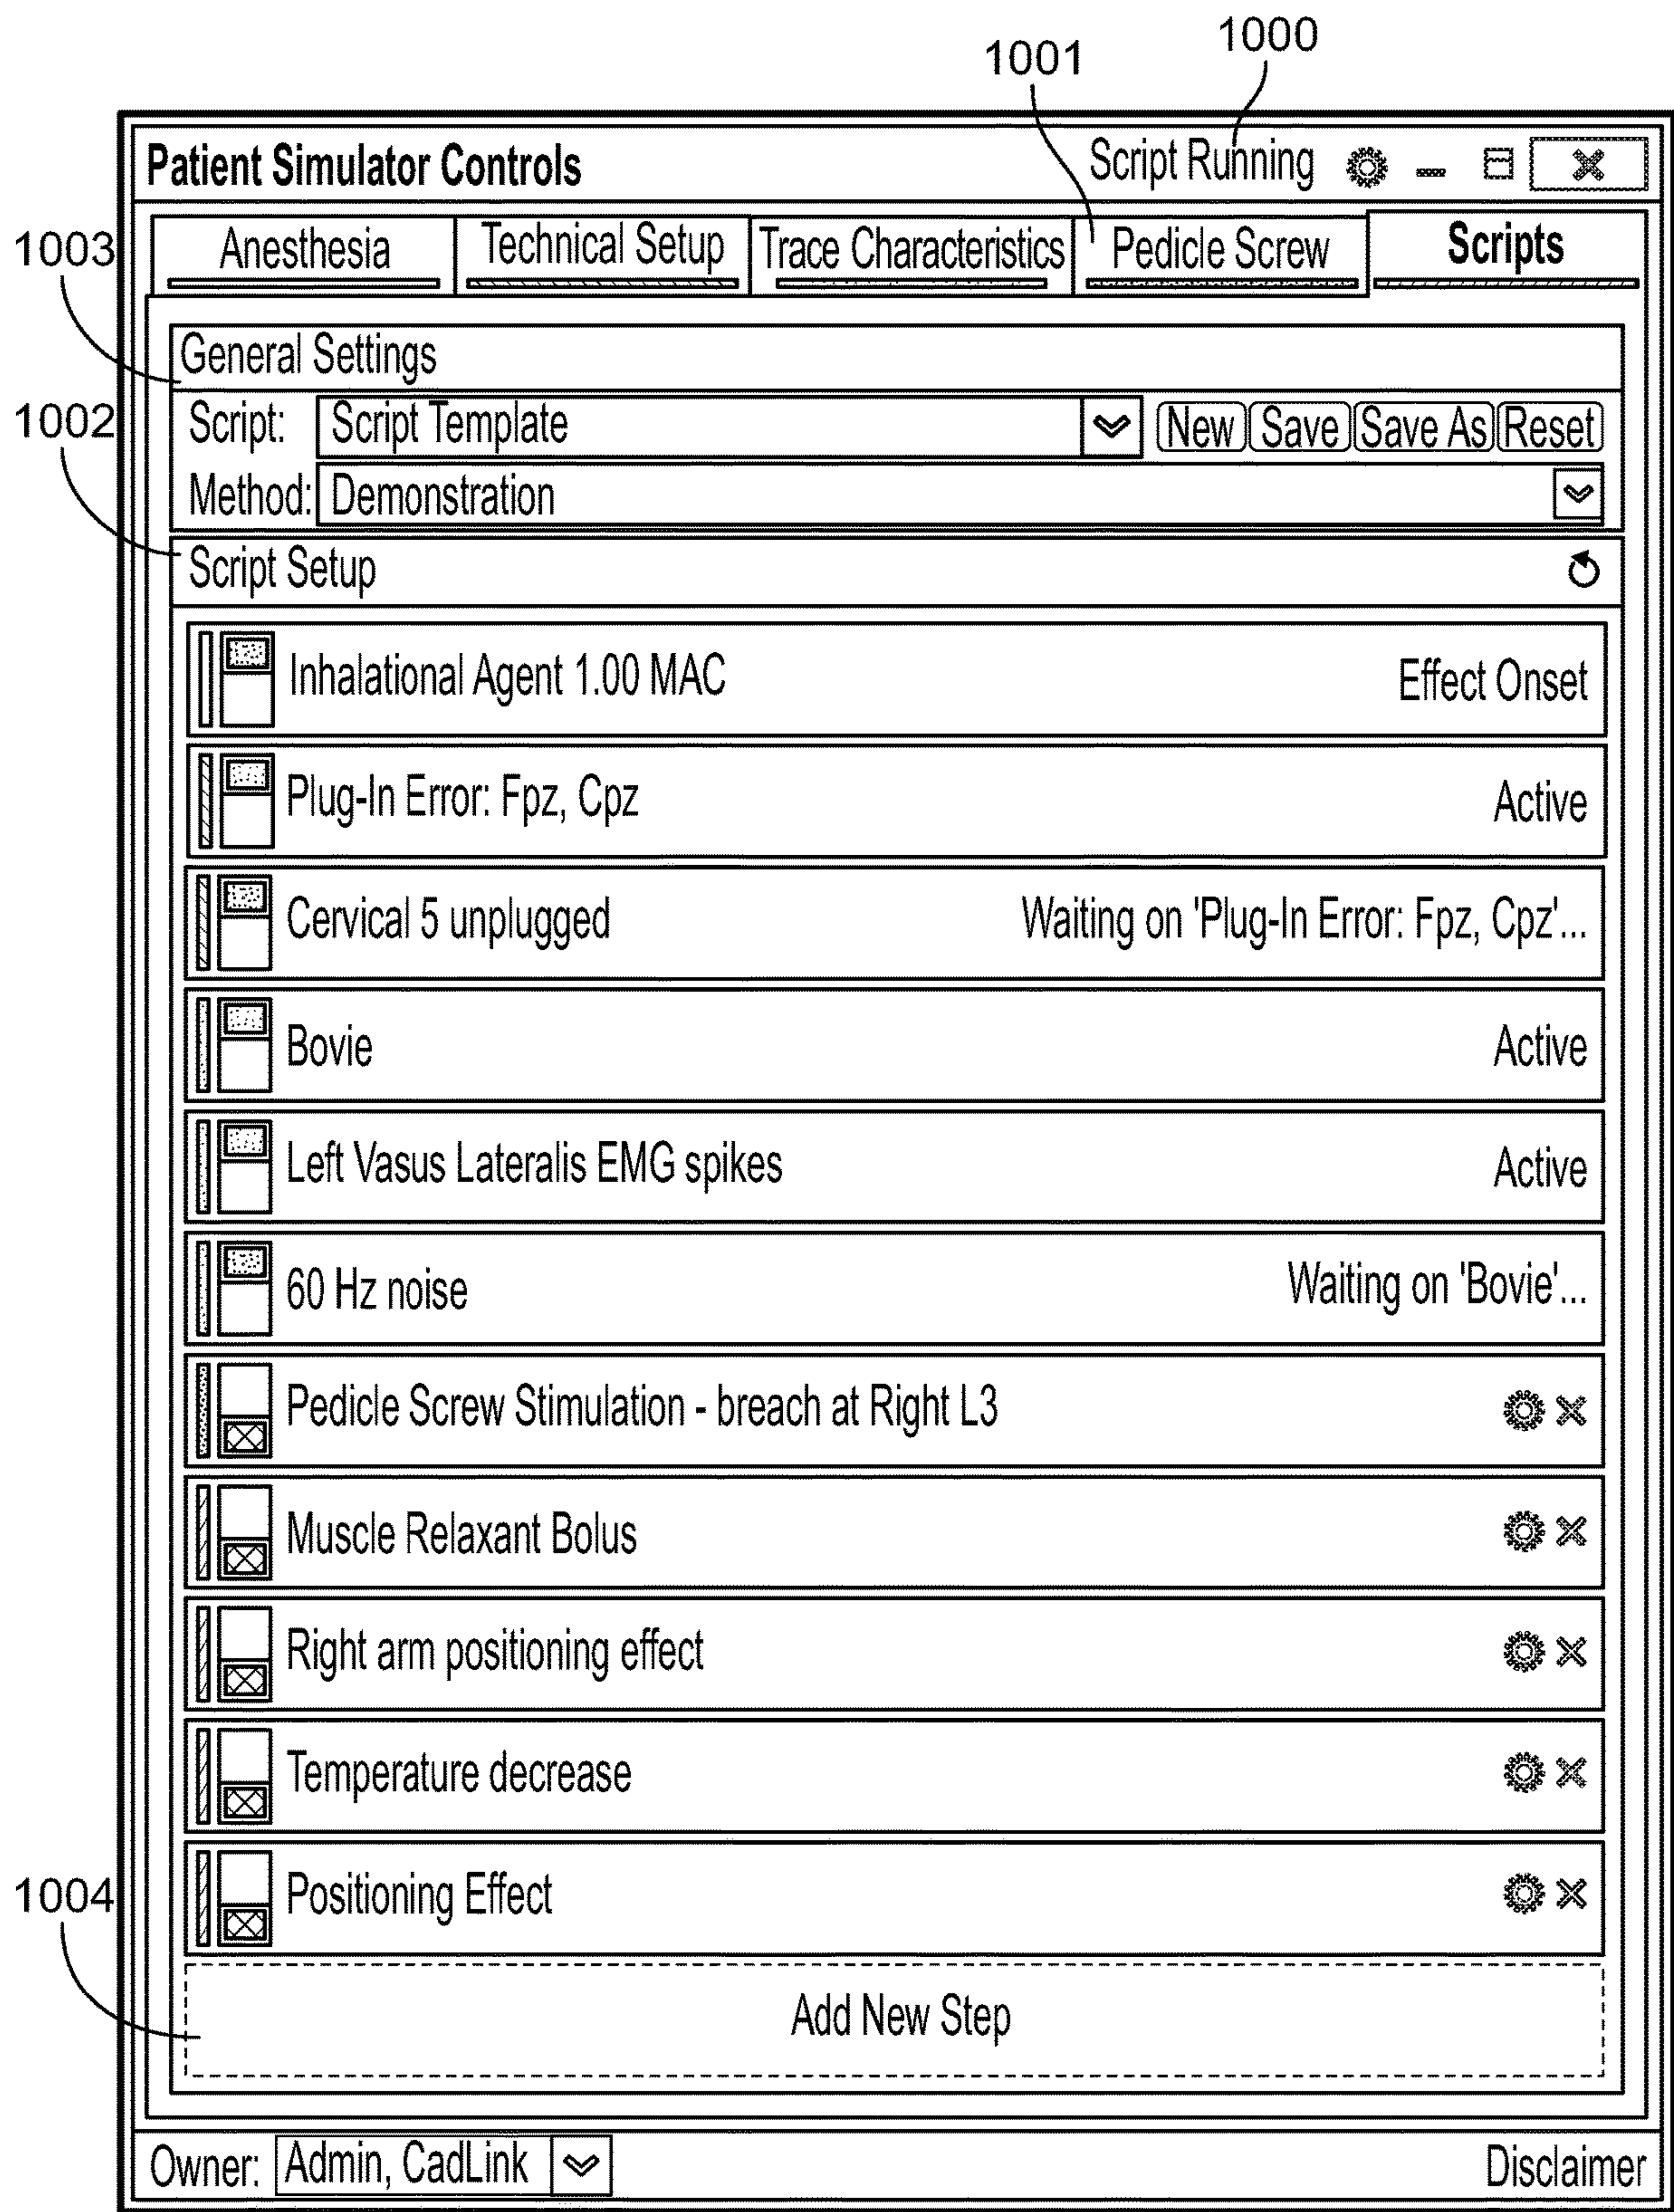 1000
1001
Patient Simulator Controls Script Running
1003
Anesthesia Technical Setup Trace Characteristics Pedicle Screw Scripts
General Settings
1002
Script: Script Template New Save Save As Reset
Method: Demonstration
Script Setup
Inhalational Agent 1.00 MAC Effect Onset
Plug-In Error: Fpz, Cpz Active
Cervical 5 unplugged Waiting on 'Plug-In Error: Fpz, Cpz'...
Bovie Active
Left Vasus Lateralis EMG spikes Active
60 Hz noise Waiting on 'Bovie'...
Pedicle Screw Stimulation - breach at Right L3
Muscle Relaxant Bolus
Right arm positioning effect
Temperature decrease
Positioning Effect
1004
Add New Step
Owner: Admin, CadLink Disclaimer